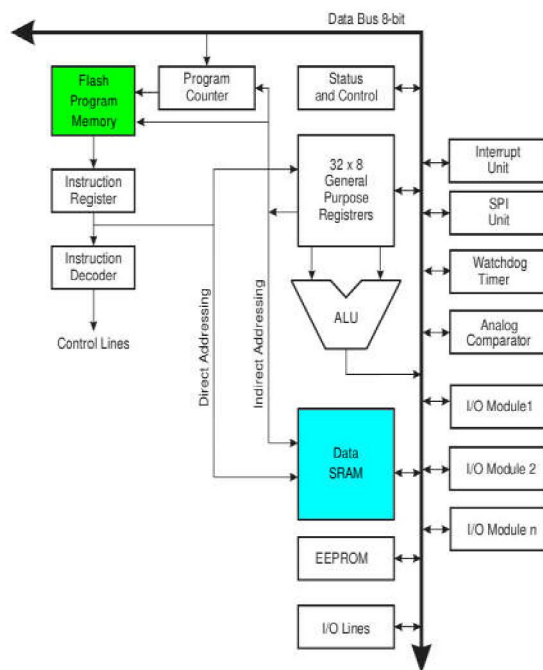 Data Bus 8-bit
Flash
Program
Memory
Program
Counter
Status
and Control
Instruction
Register
32 x 8
General
Purpose
Registrers
Interrupt
Unit
SPI
Unit
Instruction
Decoder
Watchdog
Timer
Control Lines
Direct Addressing
Indirect Addressing
ALU
Analog
Comparator
I/O Module1
Data
SRAM
I/O Module 2
I/O Module n
EEPROM
I/O Lines